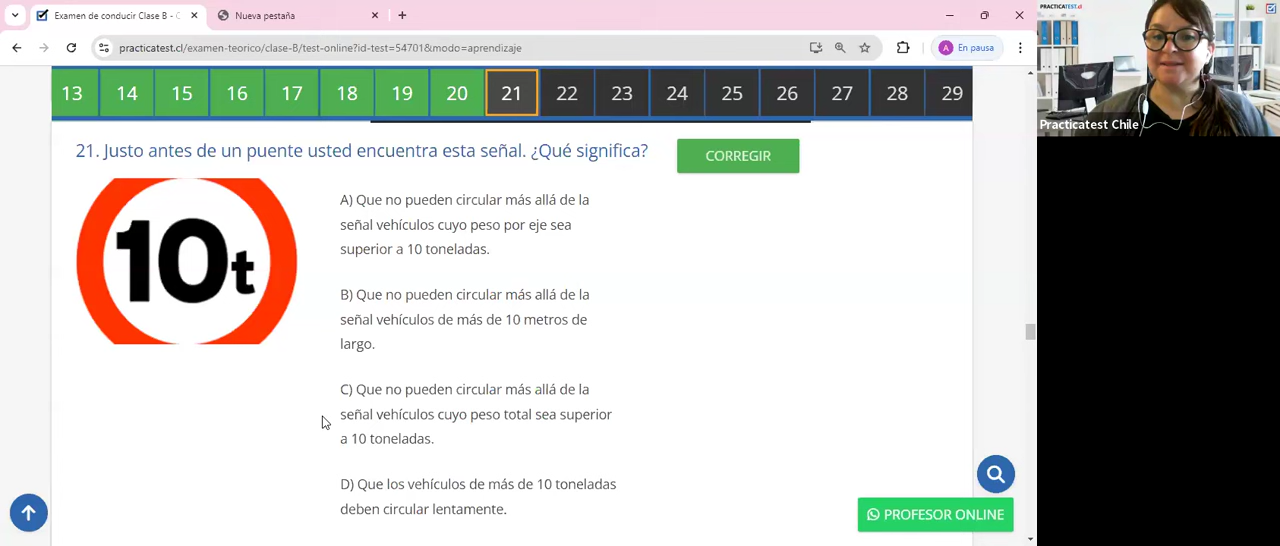 Examen de conducir Clase B - C
Nueva pestaña
practicatest.cl/examen-teorico/clase-B/test-online?id-test=54701&modo=aprendizaje
A
En pausa
PRACTICATEST.CL
Practicatest Chile
13 14 15 16 17 18 19 20 21 22 23 24 25 26 27 28 29
21. Justo antes de un puente usted encuentra esta señal. ¿Qué significa?
CORREGIR
10t
A) Que no pueden circular más allá de la
señal vehículos cuyo peso por eje sea
superior a 10 toneladas.
B) Que no pueden circular más allá de la
señal vehículos de más de 10 metros de
largo.
C) Que no pueden circular más allá de la
señal vehículos cuyo peso total sea superior
a 10 toneladas.
D) Que los vehículos de más de 10 toneladas
deben circular lentamente.
PROFESOR ONLINE